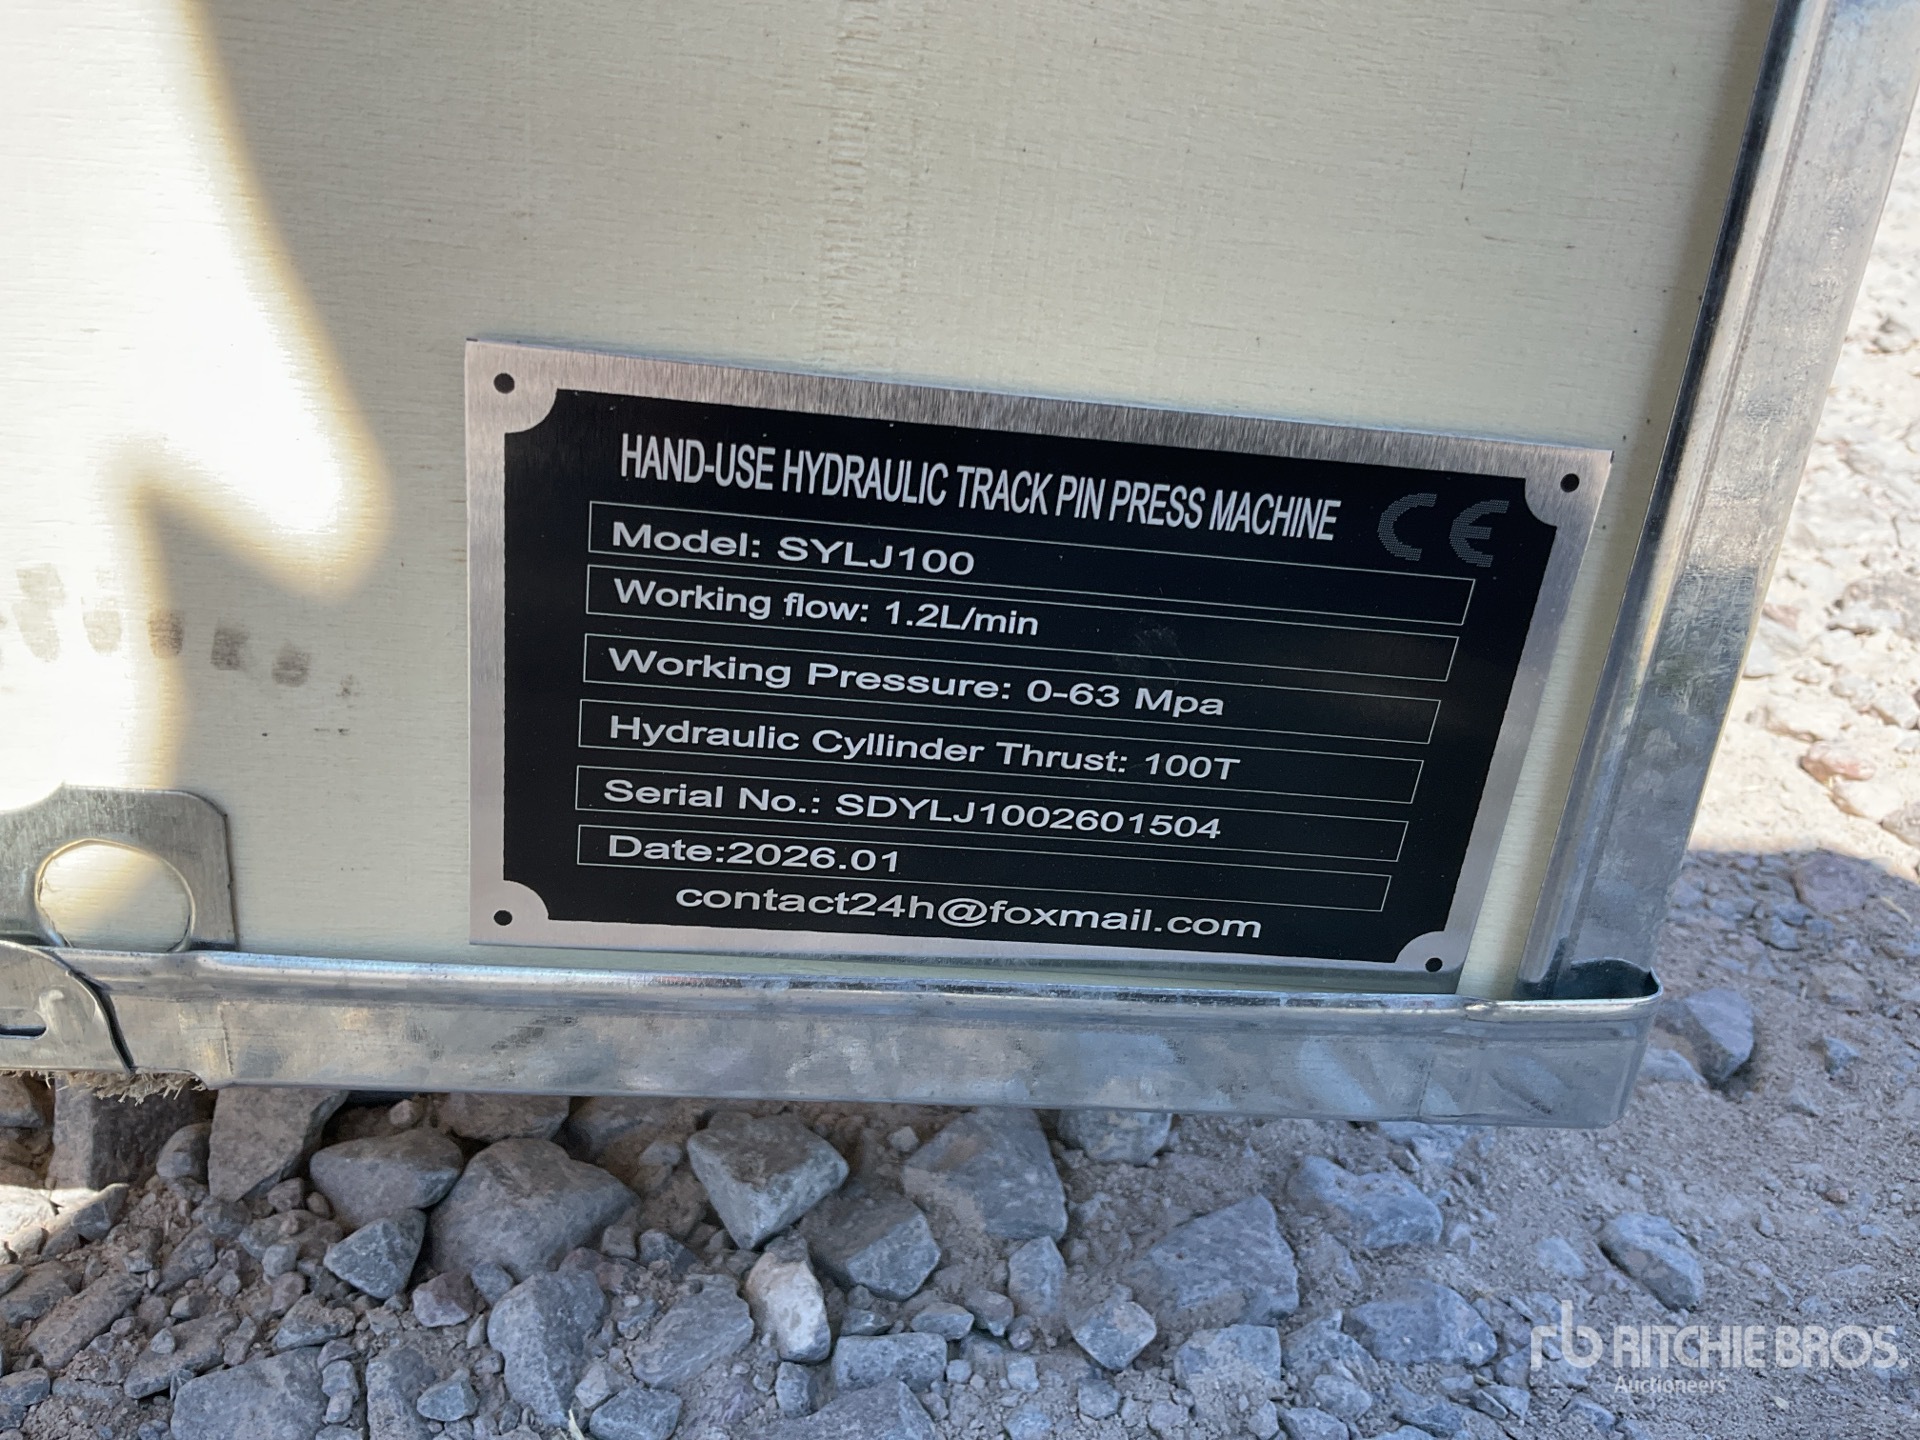 HAND-USE HYDRAULIC TRACK PIN PRESS MACHINE CE
Model: SYLJ100
Working flow: 1.2L/min
Working Pressure: 0-63 Mpa
Hydraulic Cyllinder Thrust: 100T
Serial No.: SDYLJ1002601504
Date:2026.01
contact24h@foxmail.com
rb RITCHIE BROS.
Auctioneers